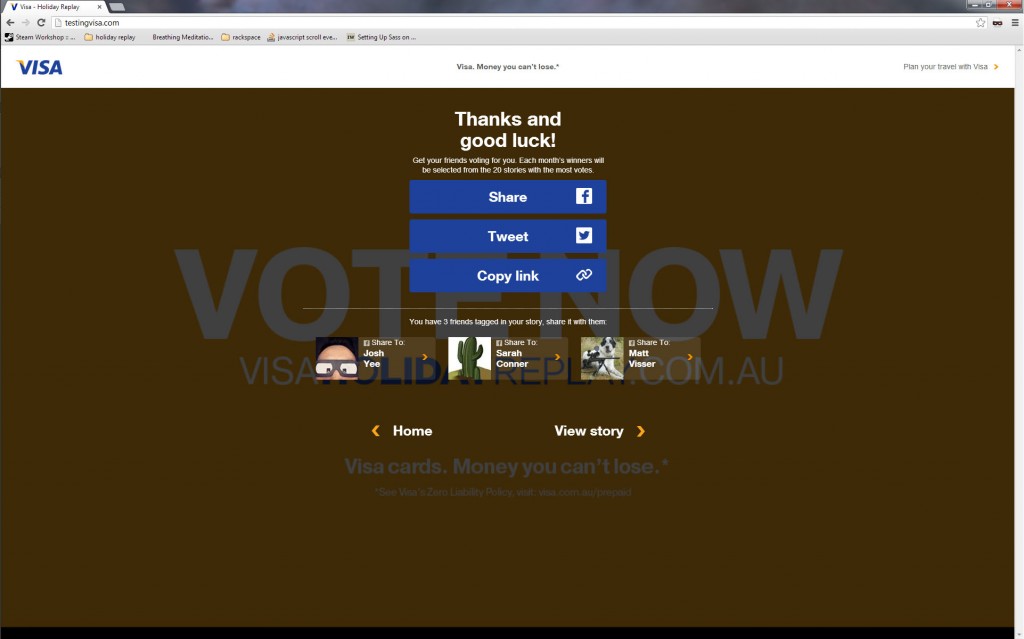 Visa - Holiday Replay
testingvisa.com
Steam Workshop :: ...
holiday replay
Breathing Meditatio...
rackspace
javascript scroll eve...
Setting Up Sass on ...
VISA
Visa. Money you can't lose.*
Plan your travel with Visa
Thanks and
good luck!
Get your friends voting for you. Each month's winners will
be selected from the 20 stories with the most votes.
Share
Tweet
Copy link
VOTE NOW
You have 3 friends tagged in your story, share it with them:
Share To:
Josh
Yee
Share To:
Sarah
Conner
Share To:
Matt
Visser
VISAHOLIDAYREPLAY.COM.AU
Home
View story
Visa cards. Money you can't lose.*
*See Visa's Zero Liability Policy, visit: visa.com.au/prepaid